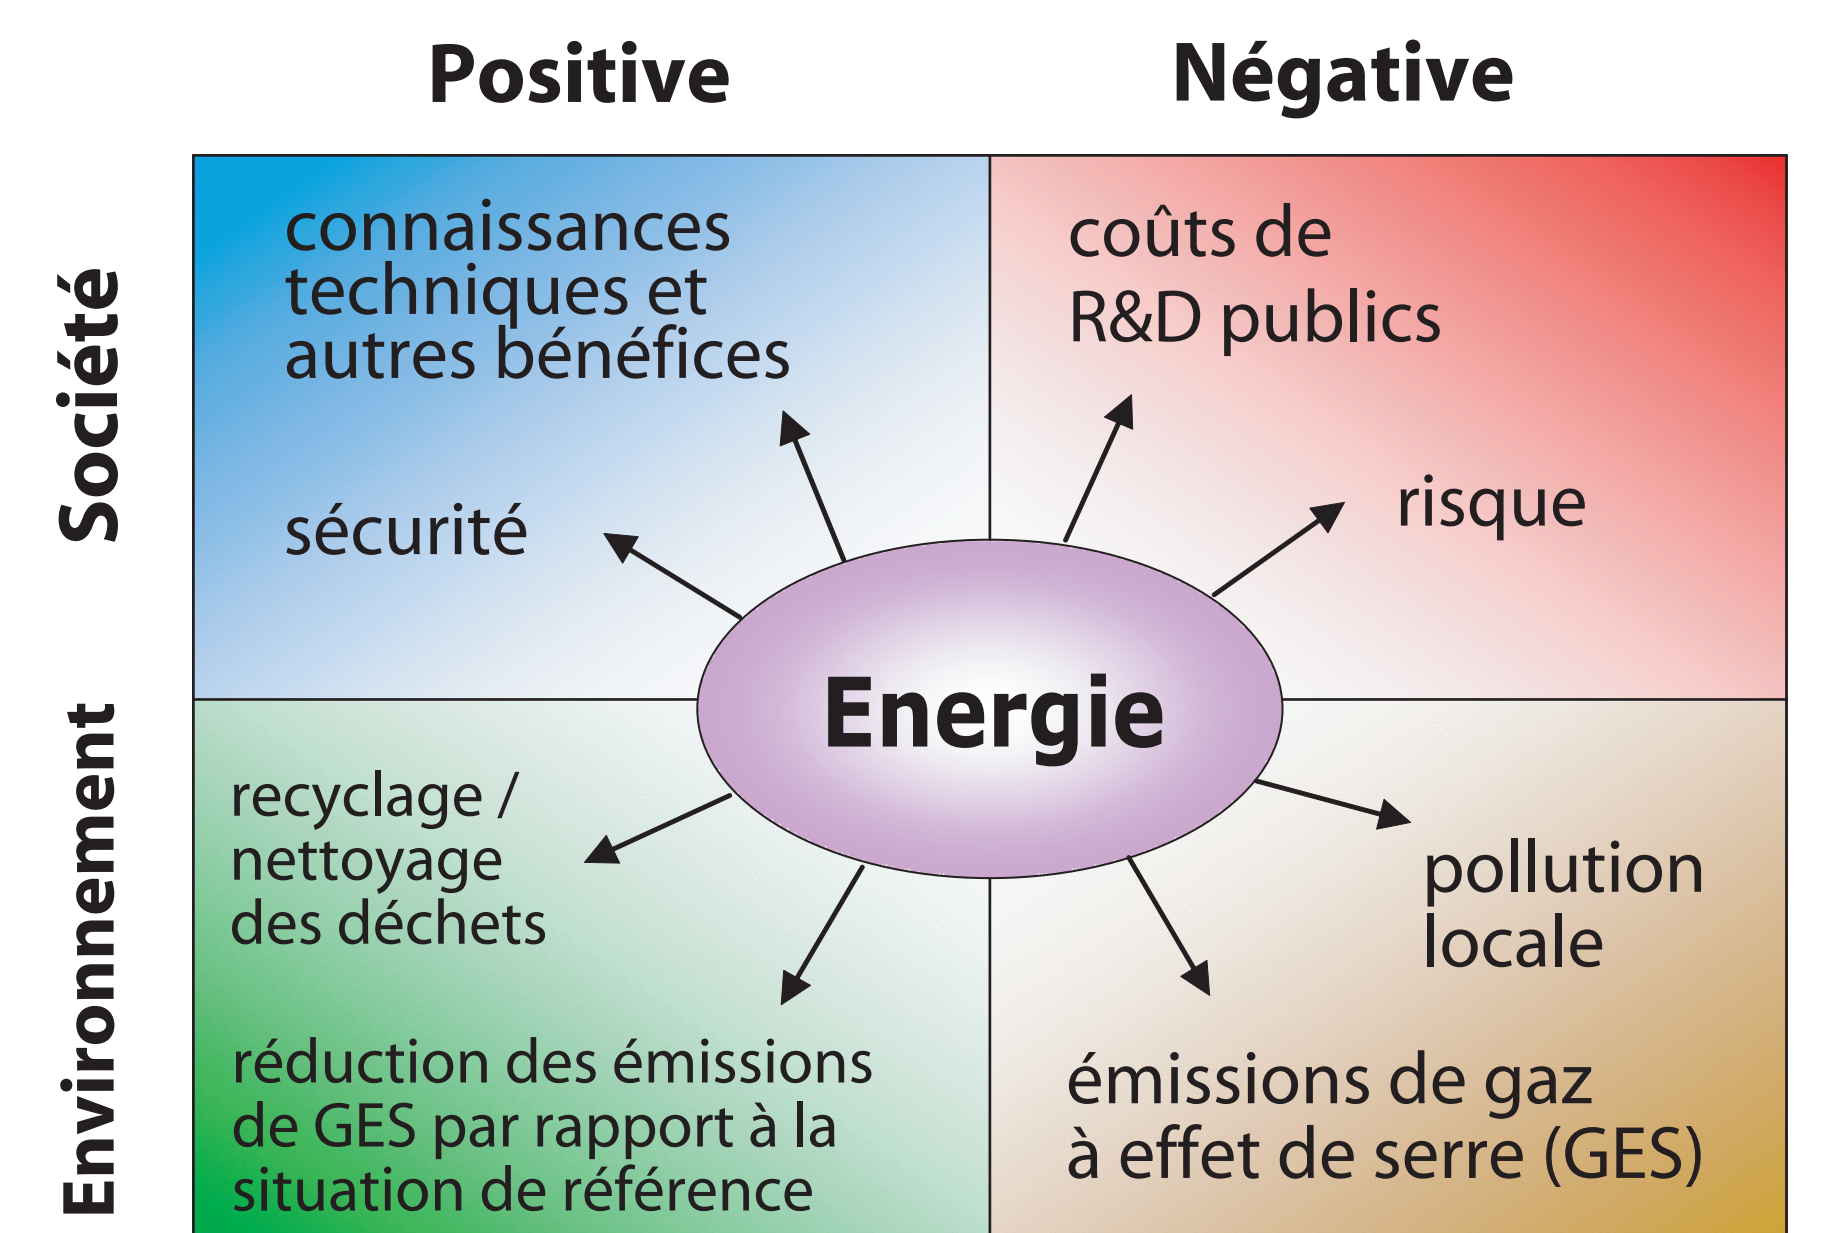 Positive
Négative
Société
connaissances
techniques et
autres bénéfices
sécurité
coûts de
R&D publics
risque
Energie
Environnement
recyclage /
nettoyage
des déchets
réduction des émissions
de GES par rapport à la
situation de référence
pollution
locale
émissions de gaz
à effet de serre (GES)